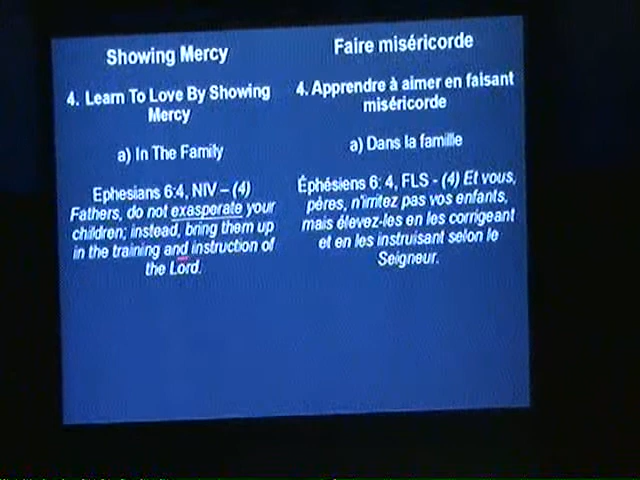 Showing Mercy
4. Learn To Love By Showing
Mercy
a) In The Family
Ephesians 6:4, NIV – (4)
Fathers, do not exasperate your
children; instead, bring them up
in the training and instruction of
the Lord.
Faire miséricorde
4. Apprendre à aimer en faisant
miséricorde
a) Dans la famille
Éphésiens 6: 4, FLS - (4) Et vous,
pères, n'irritez pas vos enfants,
mais élevez-les en les corrigeant
et en les instruisant selon le
Seigneur.